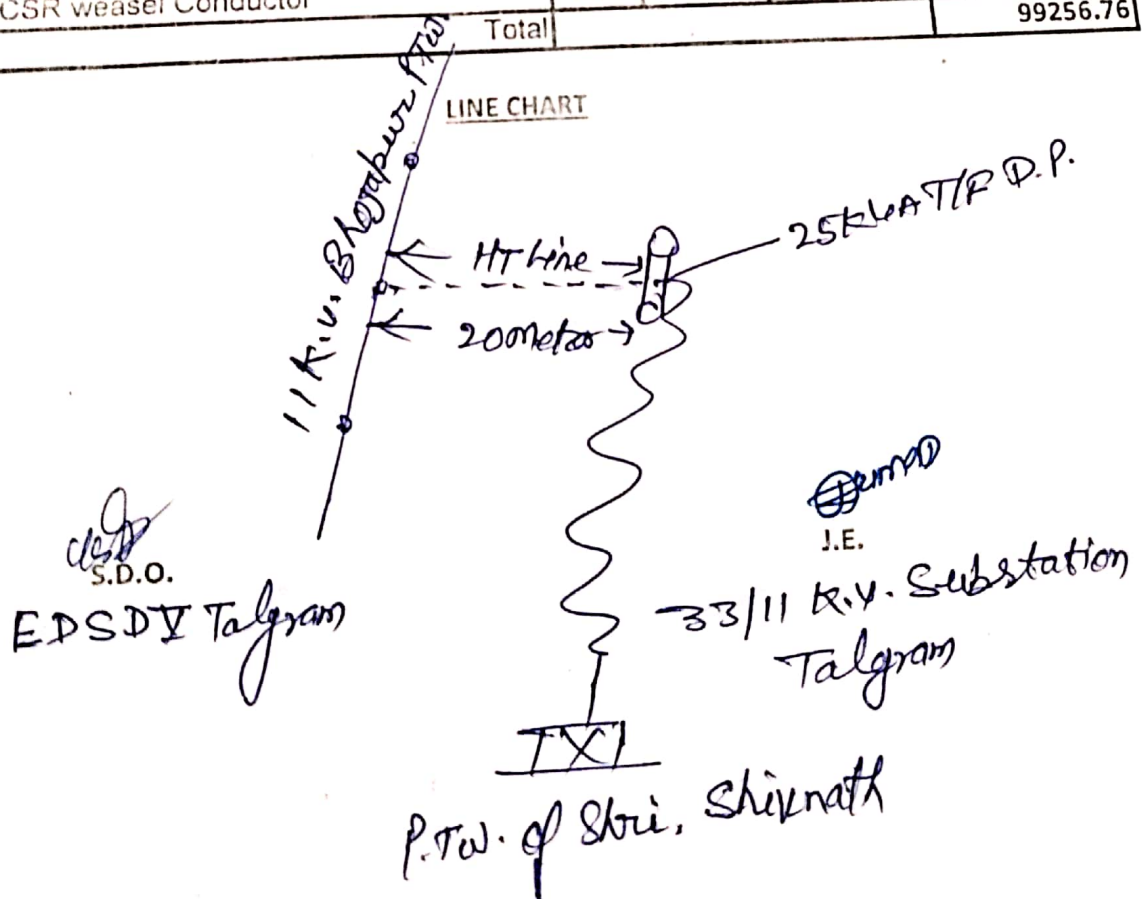 CSR weasel Conductor
Total 99256.76
LINE CHART
11 K.V. Bhojapur PTW
HT Line
25 KVA T/F D.P.
20 Meter
S.D.O.
EDSD V Talgram
J.E.
33/11 K.V. Substation
Talgram
P.TW. of Shri, Shivnath